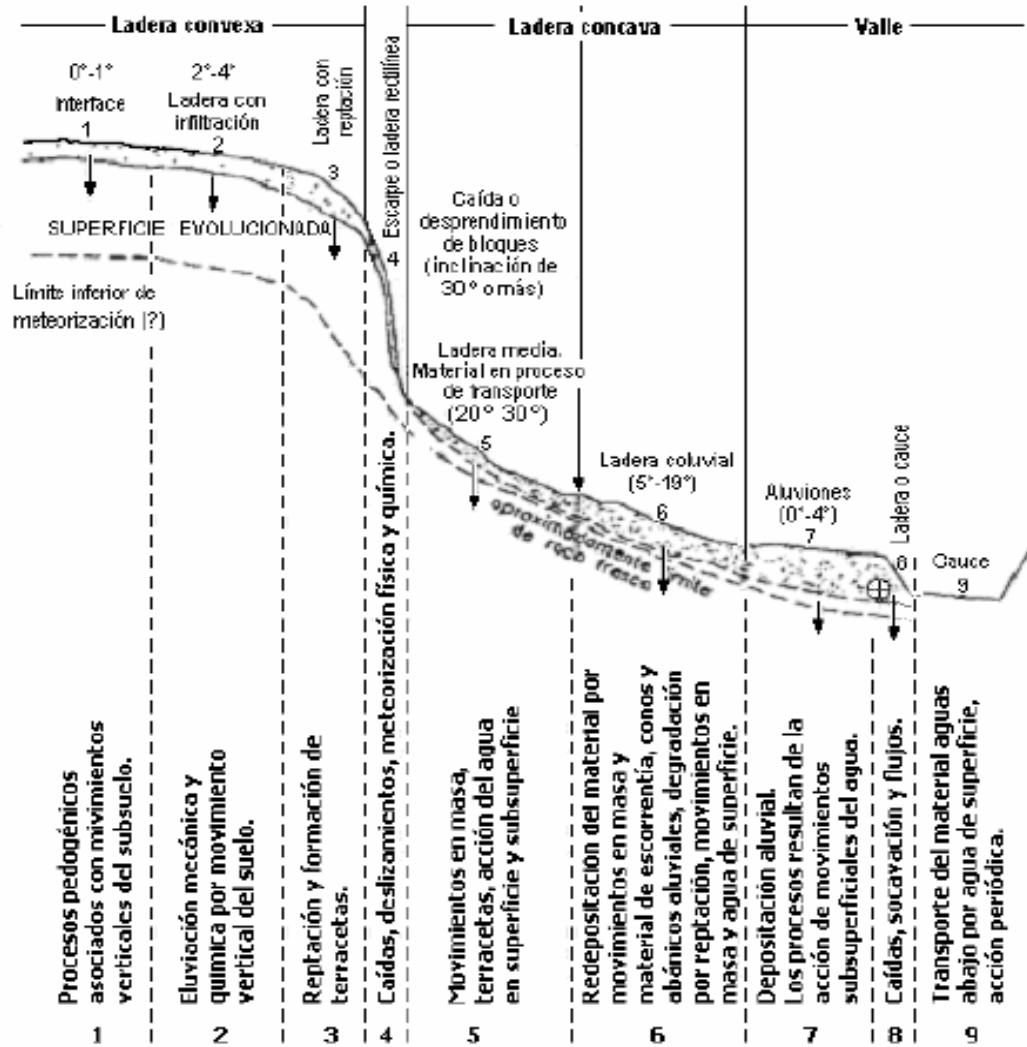 Ladera convexa
Ladera concava
Valle
0°-1°
Interface
1
2°-4°
Ladera con
infiltración
2
Ladera con
reptación
3
Escarpe o ladera rectilínea
4
SUPERFICIE EVOLUCIONADA
Límite inferior de
meteorización (?)
Caída o
desprendimiento
de bloques
(inclinación de
30° o más)
Ladera media.
Material en proceso
de transporte
(20° 30°)
5
Ladera coluvial
(5°-19°)
6
aproximadamente límite
de roca fresca
Aluviones
(0°-4°)
7
Ladera o cauce
8
Cauce
9
Procesos pedogénicos
asociados con mivimientos
verticales del subsuelo.
Eluviación mecánica y
química por movimiento
vertical del suelo.
Reptación y formación de
terracetas.
Caídos, deslizamientos, meteorización física y química.
Movimientos en masa,
terracetas, acción del agua
en superficie y subsuperficie
Redepositación del material por
movimientos en masa y
material de escorrentía, conos y
abánicos aluviales, degradación
por reptación, movimientos en
masa y agua de superficie.
Depositación aluvial.
Los procesos resultan de la
acción de movimientos
subsuperficiales del agua.
Caídas, socavación y flujos.
Transporte del material aguas
abajo por agua de superficie,
acción periódica.
1
2
3
4
5
6
7
8
9